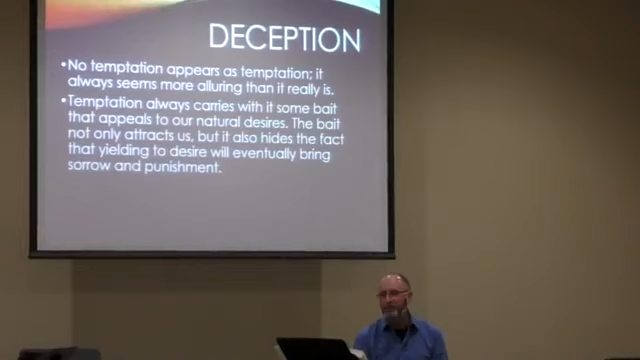 DECEPTION
•No temptation appears as temptation; it
always seems more alluring than it really is.
•Temptation always carries with it some bait
that appeals to our natural desires. The bait
not only attracts us, but it also hides the fact
that yielding to desire will eventually bring
sorrow and punishment.